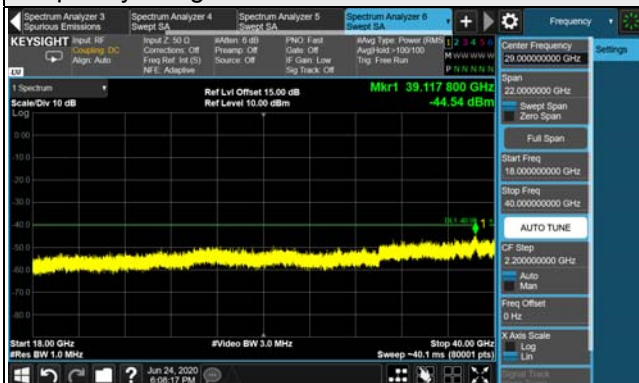 Spectrum Analyzer 3
Spurious Emissions
Spectrum Analyzer 4
Swept SA
Spectrum Analyzer 5
Swept SA
Spectrum Analyzer 6
Swept SA
Frequency
KEYSIGHT
Input: RF
Coupling: DC
Align: Auto
Input Z: 50 Ω
Corrections: Off
Freq Ref: Int (S)
NFE: Adaptive
#Atten: 6 dB
Preamp: Off
Source: Off
PNO: Fast
Gate: Off
IF Gain: Low
Sig Track: Off
#Avg Type: Power (RMS
Avg|Hold:>100/100
Trig: Free Run
1 2 3 4 5 6
M W W W W W
P N N N N N
LV
1 Spectrum
Scale/Div 10 dB
Log
Ref Lvl Offset 15.00 dB
Ref Level 10.00 dBm
Mkr1 39.117 800 GHz
-44.54 dBm
0.00
-10.0
-20.0
-30.0
-40.0
-50.0
-60.0
-70.0
-80.0
1
Start 18.00 GHz
#Res BW 1.0 MHz
#Video BW 3.0 MHz
Stop 40.00 GHz
Sweep ~40.1 ms (80001 pts)
Jun 24, 2020
6:08:17 PM
Center Frequency
29.000000000 GHz
Settings
Span
22.0000000 GHz
Swept Span
Zero Span
Full Span
Start Freq
18.000000000 GHz
Stop Freq
40.000000000 GHz
AUTO TUNE
CF Step
2.200000000 GHz
Auto
Man
Freq Offset
0 Hz
X Axis Scale
Log
Lin
Signal Track